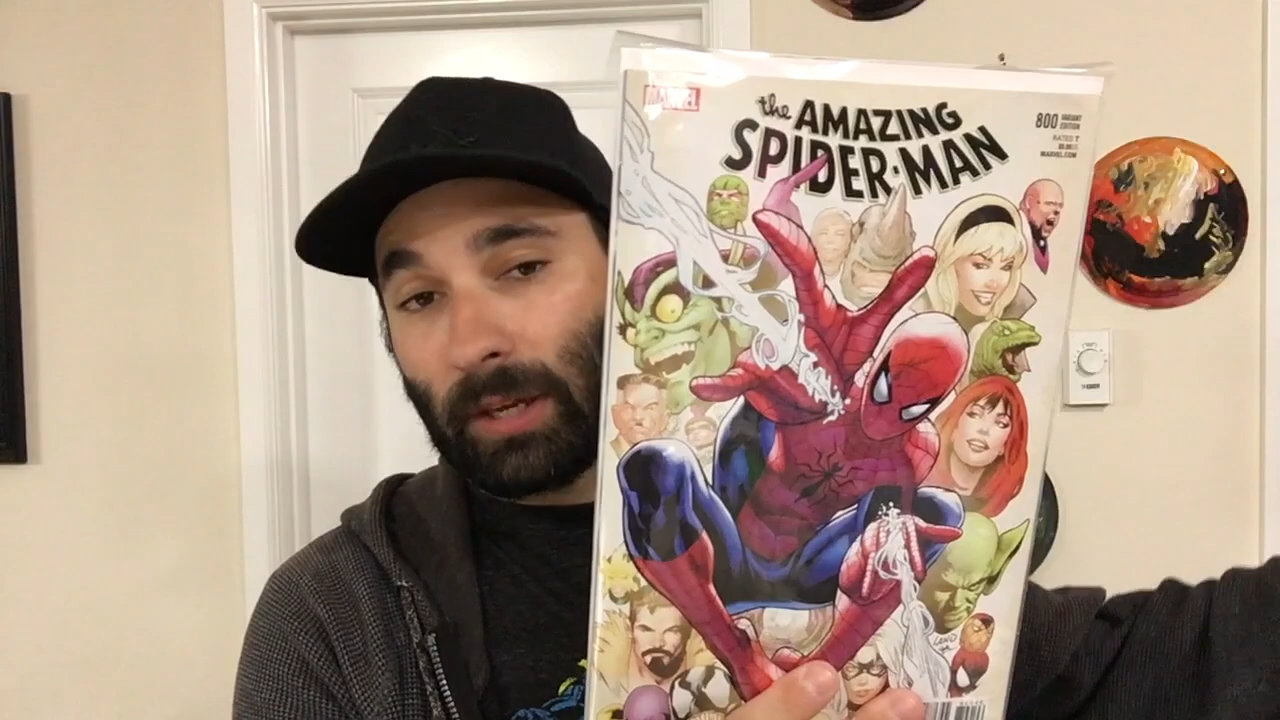 MARVEL
the AMAZING
SPIDER-MAN
800 VARIANT
EDITION
RATED T
MARVEL.COM
LAND